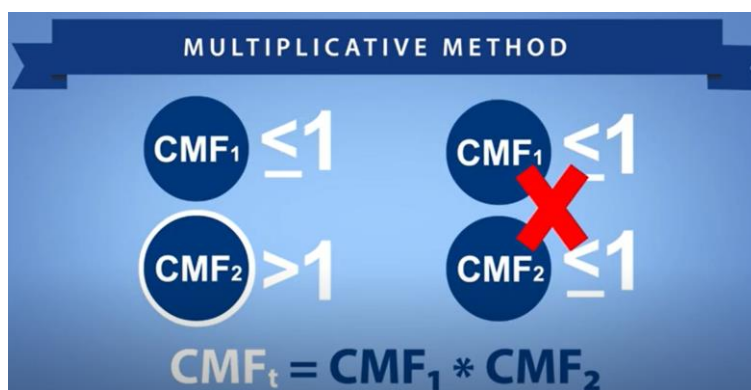 MULTIPLICATIVE METHOD
CMF₁ ≤1
CMF₁ ≤1
CMF₂ >1
CMF₂ ≤1
CMFₜ = CMF₁ * CMF₂